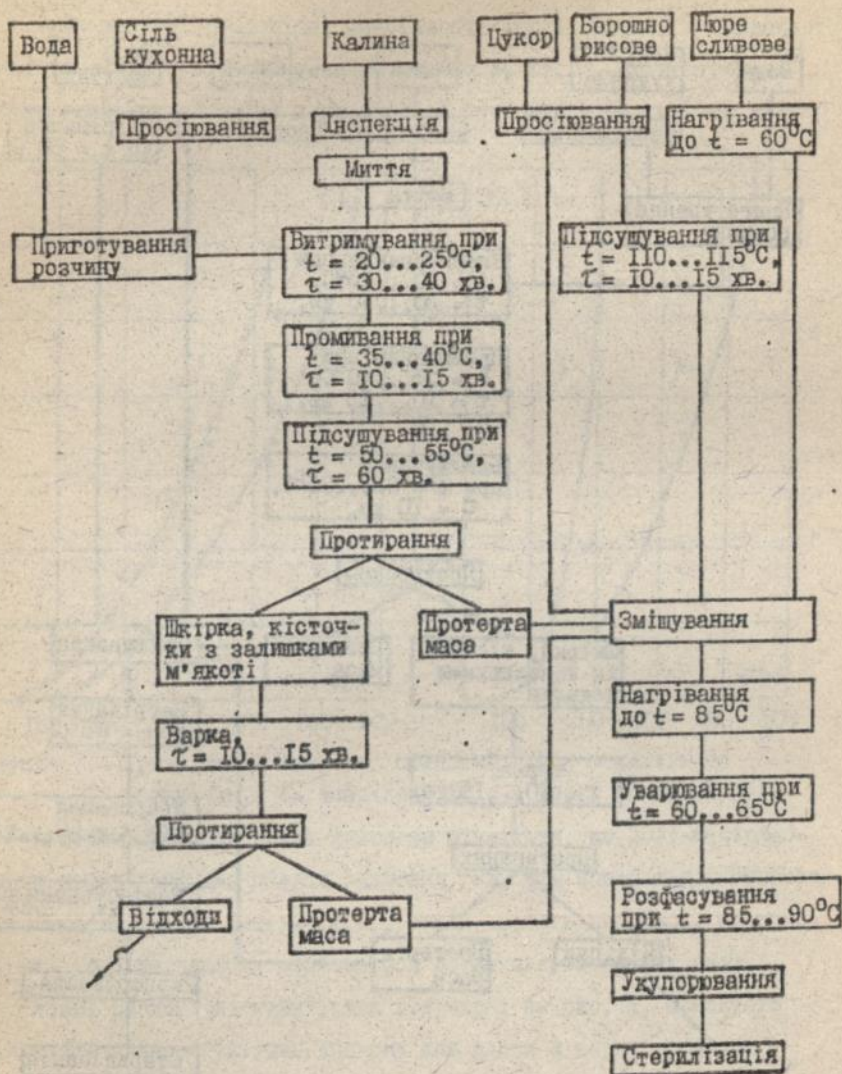 Вода
Сіль
кухонна
Калина
Цукор
Борошно
рисове
Пюре
сливове
Просіювання
Інспекція
Просіювання
Нагрівання
до t = 60°C
Миття
Приготування
розчину
Витримування при
t = 20...25°C,
τ = 30...40 хв.
Підсушування при
t = 110...115°C,
τ = 10...15 хв.
Промивання при
t = 35...40°C,
τ = 10...15 хв.
Підсушування при
t = 50...55°C,
τ = 60 хв.
Протирання
Шкірка, кісточ-
ки з залишками
м'якоті
Протерта
маса
Зміщування
Варка,
τ = 10...15 хв.
Нагрівання
до t = 85°C
Протирання
Уварювання при
t = 60...65°C
Відходи
Протерта
маса
Розфасування
при t = 85...90°C
Укупорювання
Стерилізація